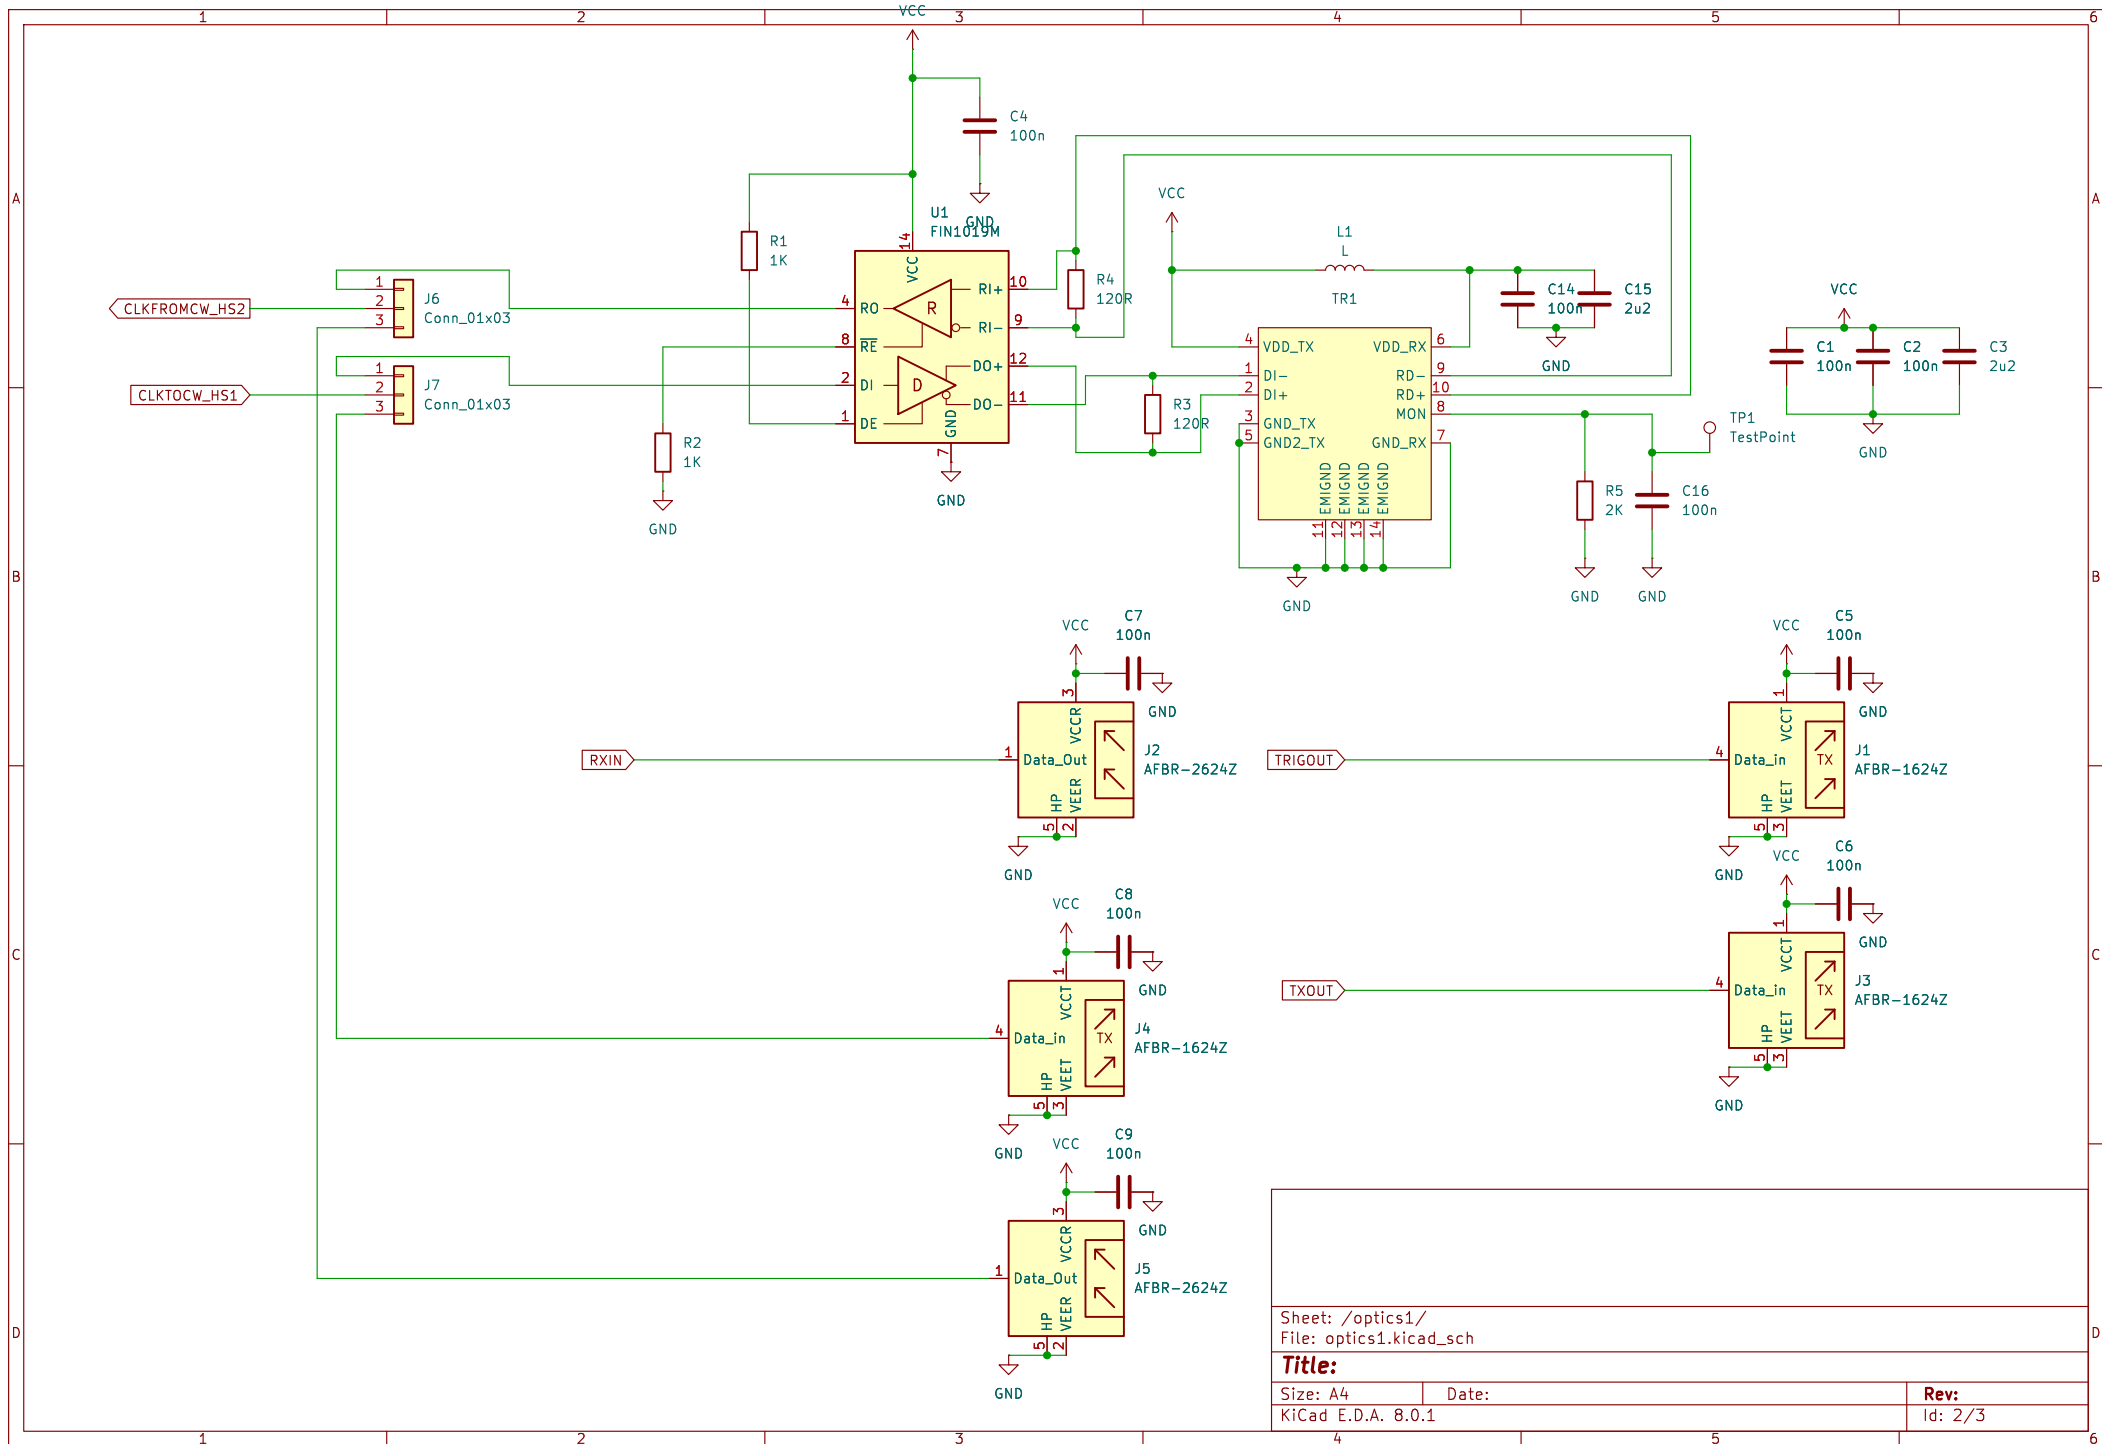 1 2 3 4 5 6
VCC
C4
100n
GND
A A
VCC
U1
FIN1019M
R1
1K
14
VCC
L1
L
TR1
J6
Conn_01x03
1
2
3
CLKFROMCW_HS2
J7
Conn_01x03
1
2
3
CLKTOCW_HS1
4 RO
8 RE
2 DI
1 DE
R
D
RI+ 10
RI- 9
DO+ 12
DO- 11
GND
7
GND
R4
120R
R3
120R
R2
1K
GND
C14
100n
C15
2u2
GND
4 VDD_TX
1 DI-
2 DI+
3 GND_TX
5 GND2_TX
VDD_RX 6
RD- 9
RD+ 10
MON 8
GND_RX 7
EMIGND EMIGND EMIGND EMIGND
11 12 13 14
GND
VCC
C1
100n
C2
100n
C3
2u2
GND
TP1
TestPoint
R5
2K
C16
100n
GND GND
B B
VCC
C7
100n
GND
3
VCCR
RXIN
1 Data_Out
J2
AFBR-2624Z
HP VEER
5 2
GND
VCC
C5
100n
GND
1
VCCT
TRIGOUT
4 Data_in
TX
J1
AFBR-1624Z
HP VEET
5 3
GND
C C
VCC
C8
100n
GND
1
VCCT
4 Data_in
TX
J4
AFBR-1624Z
HP VEET
5 3
GND
VCC
C6
100n
GND
1
VCCT
TXOUT
4 Data_in
TX
J3
AFBR-1624Z
HP VEET
5 3
GND
VCC
C9
100n
GND
3
VCCR
1 Data_Out
J5
AFBR-2624Z
HP VEER
5 2
GND
D D
Sheet: /optics1/
File: optics1.kicad_sch
Title:
Size: A4 Date: Rev:
KiCad E.D.A. 8.0.1 Id: 2/3
1 2 3 4 5 6